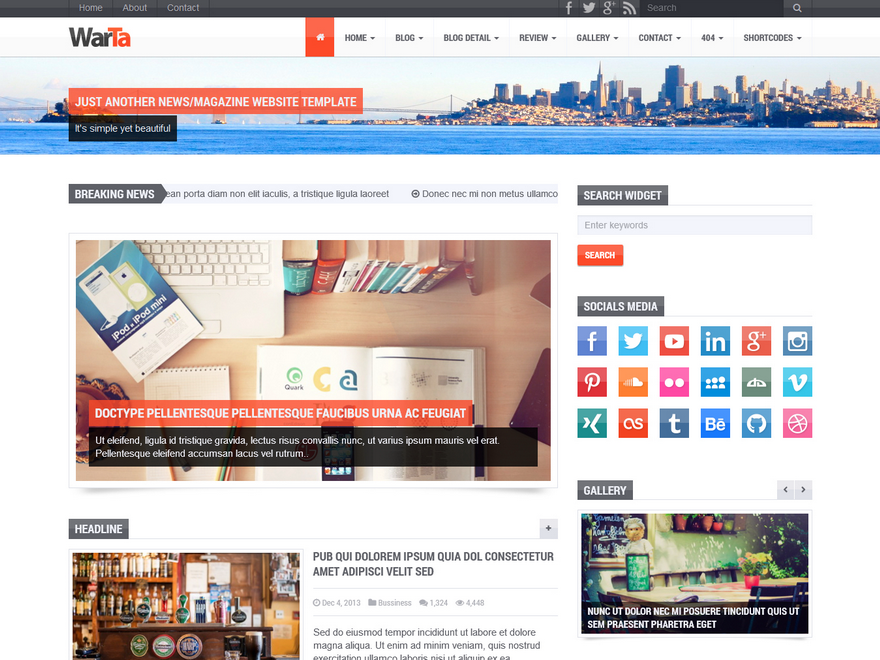 Home About Contact Search
WarTa
HOME BLOG BLOG DETAIL REVIEW GALLERY CONTACT 404 SHORTCODES
JUST ANOTHER NEWS/MAGAZINE WEBSITE TEMPLATE
It's simple yet beautiful
BREAKING NEWS ean porta diam non elit iaculis, a tristique ligula laoreet Donec nec mi non metus ullamco
iPod & iPod mini
Quark
DOCTYPE PELLENTESQUE PELLENTESQUE FAUCIBUS URNA AC FEUGIAT
Ut eleifend, ligula id tristique gravida, lectus risus convallis nunc, ut varius ipsum mauris vel erat.
Pellentesque eleifend accumsan lacus vel rutrum..
HEADLINE
PUB QUI DOLOREM IPSUM QUIA DOL CONSECTETUR
AMET ADIPISCI VELIT SED
Dec 4, 2013 Bussiness 1,324 4,448
Sed do eiusmod tempor incididunt ut labore et dolore
magna aliqua. Ut enim ad minim veniam, quis nostrud
exercitation ullamco laboris nisi ut aliquip ex ea
SEARCH WIDGET
Enter keywords
SEARCH
SOCIALS MEDIA
GALLERY
NUNC UT DOLOR NEC MI POSUERE TINCIDUNT QUIS UT
SEM PRAESENT PHARETRA EGET